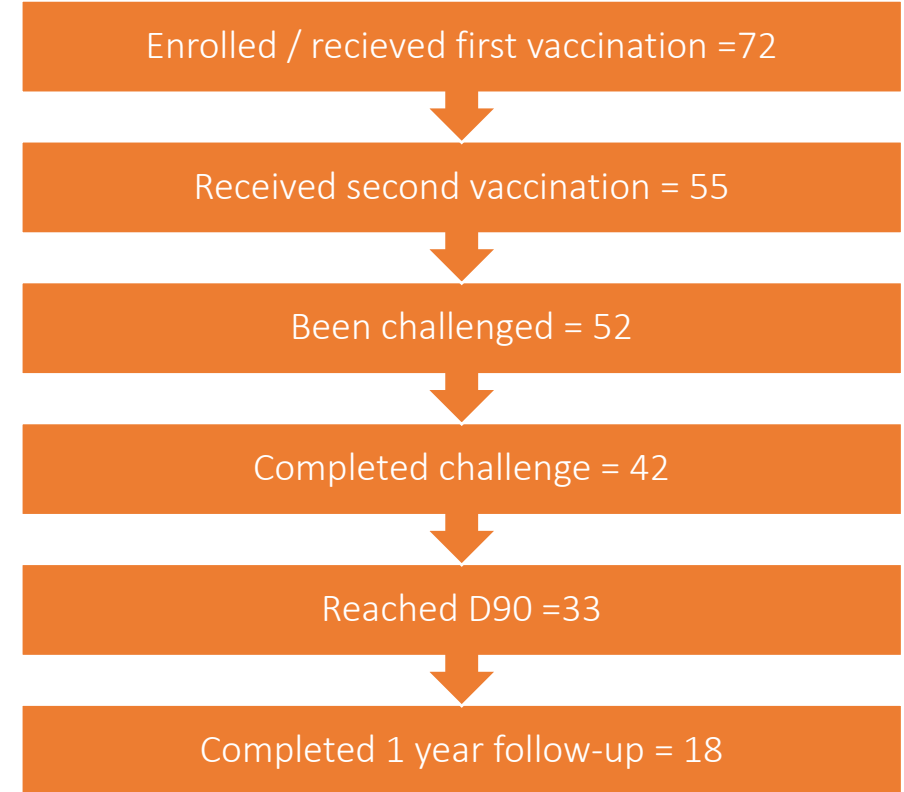 Enrolled / recieved first vaccination =72
Received second vaccination = 55
Been challenged = 52
Completed challenge = 42
Reached D90 =33
Completed 1 year follow-up = 18